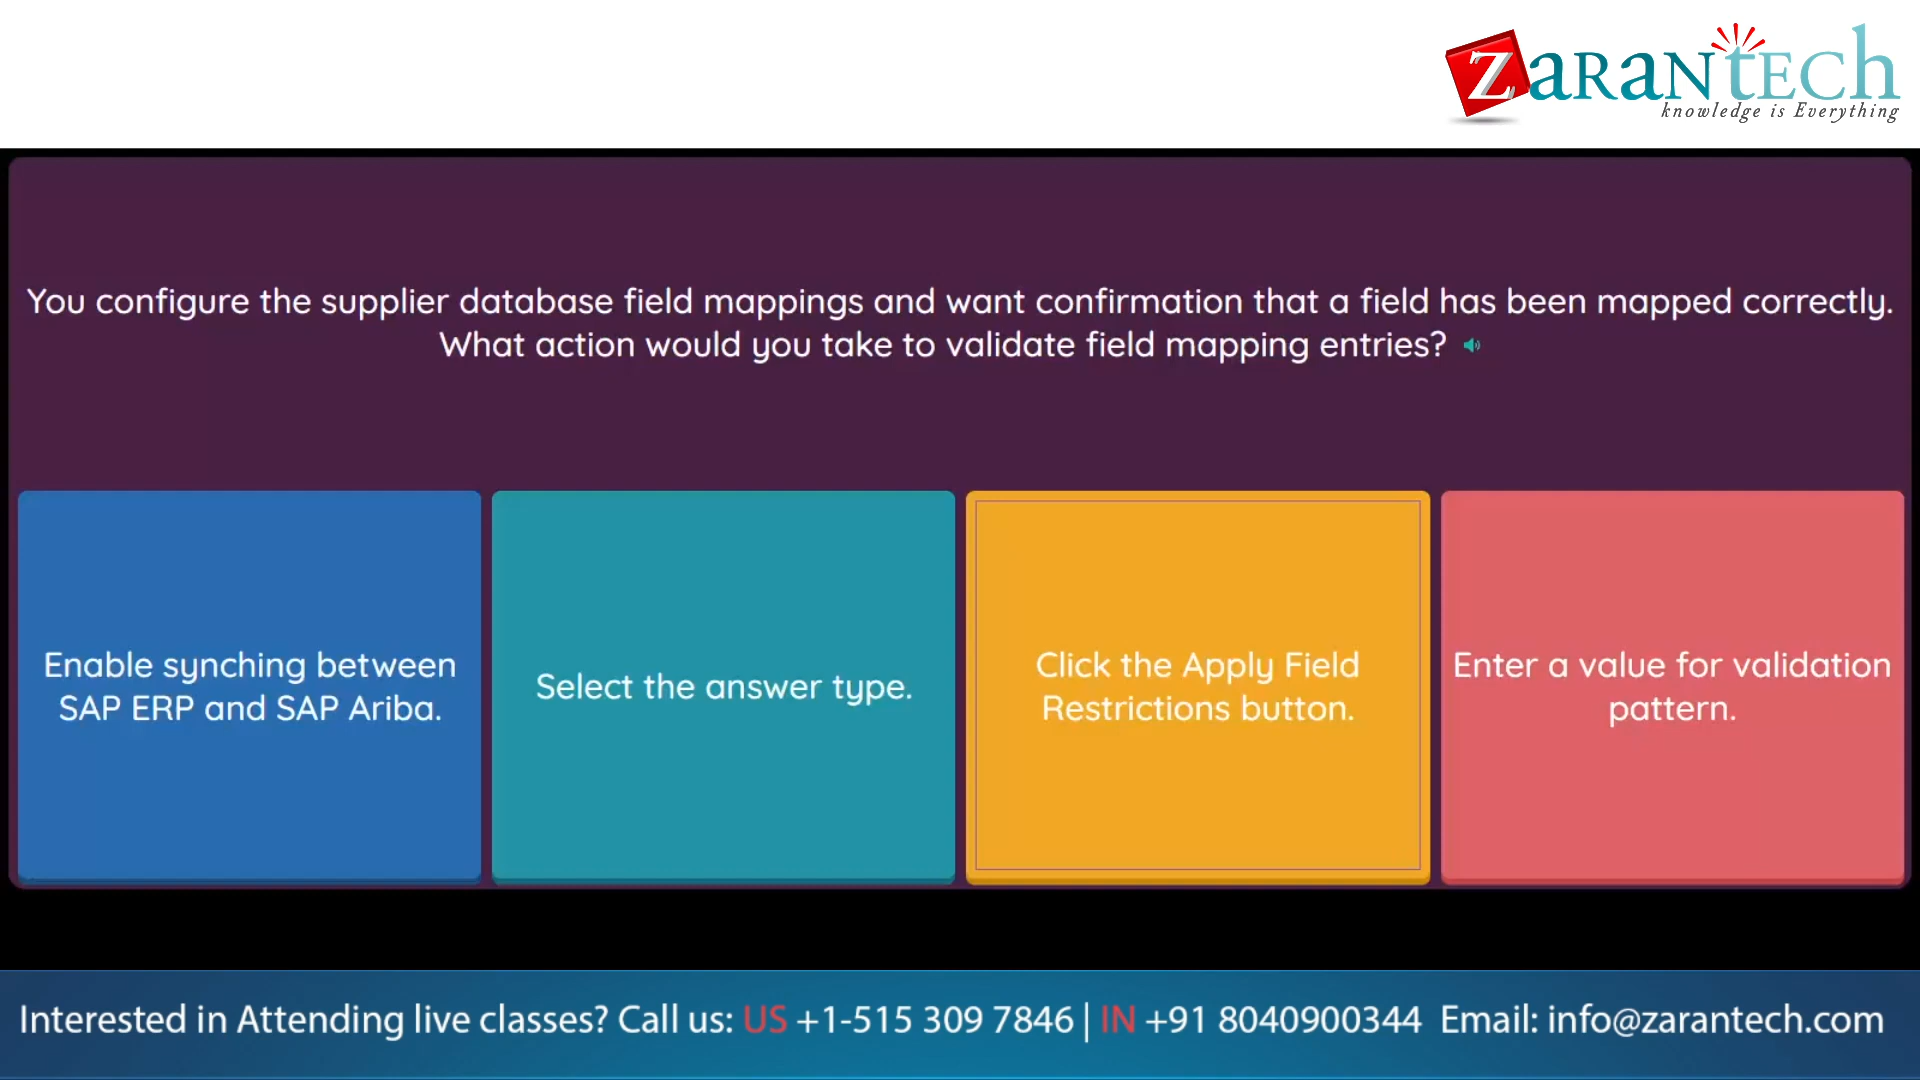 ZaranTech
knowledge is Everything
You configure the supplier database field mappings and want confirmation that a field has been mapped correctly.
What action would you take to validate field mapping entries?
Enable synching between
SAP ERP and SAP Ariba.
Select the answer type.
Click the Apply Field
Restrictions button.
Enter a value for validation
pattern.
Interested in Attending live classes? Call us: US +1-515 309 7846 | IN +91 8040900344 Email: info@zarantech.com